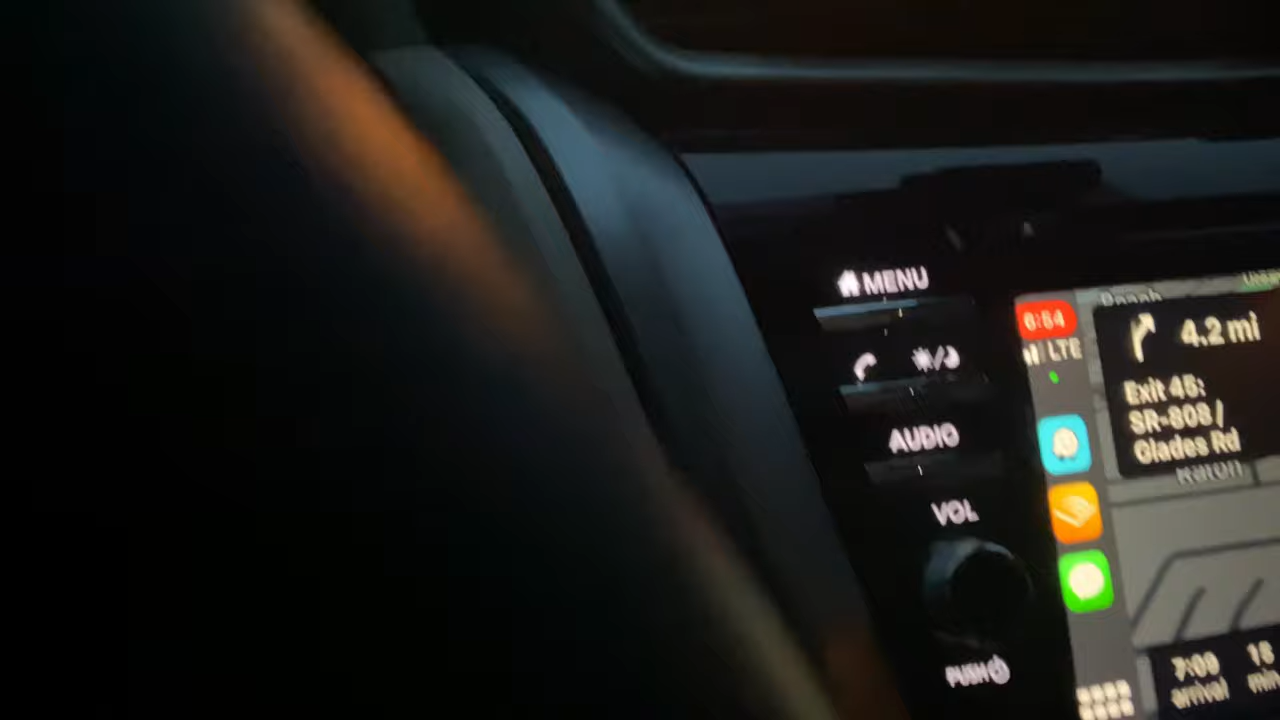 MENU
AUDIO
VOL
PUSH
6:54
LTE
4.2 mi
Exit 45:
SR-808 /
Glades Rd
Raton
7:09
arrival
min